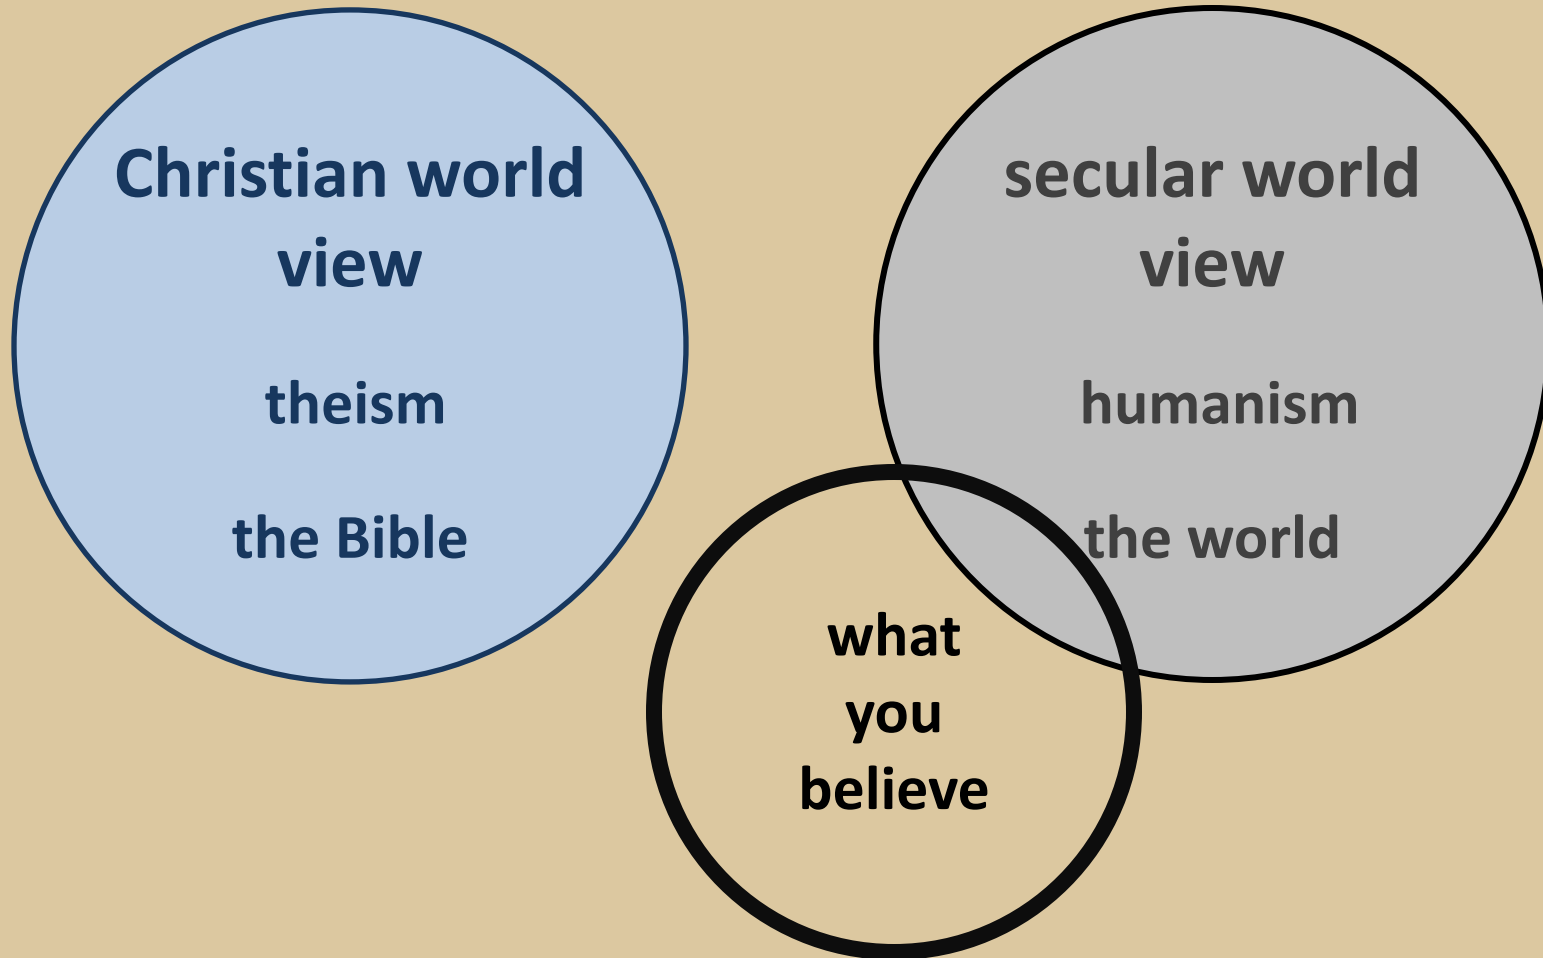 Christian world
view
theism
the Bible
secular world
view
humanism
the world
what
you
believe